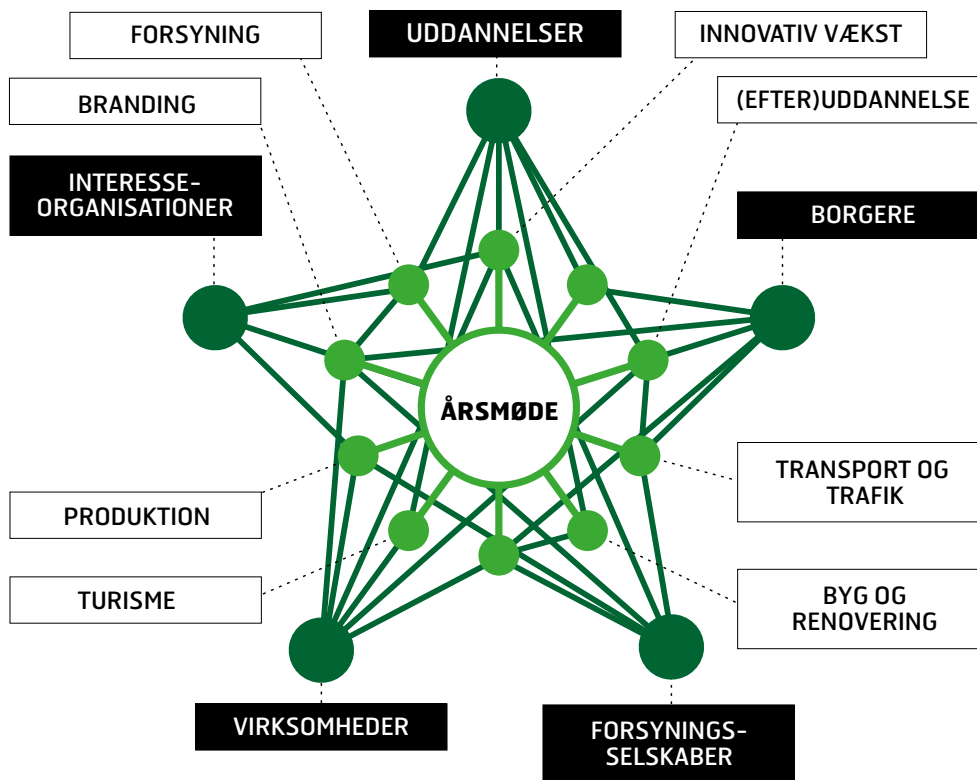 FORSYNING
UDDANNELSER
INNOVATIV VÆKST
BRANDING
(EFTER)UDDANNELSE
INTERESSE-
ORGANISATIONER
BORGERE
ÅRSMØDE
PRODUKTION
TRANSPORT OG
TRAFIK
TURISME
BYG OG
RENOVERING
VIRKSOMHEDER
FORSYNINGS-
SELSKABER